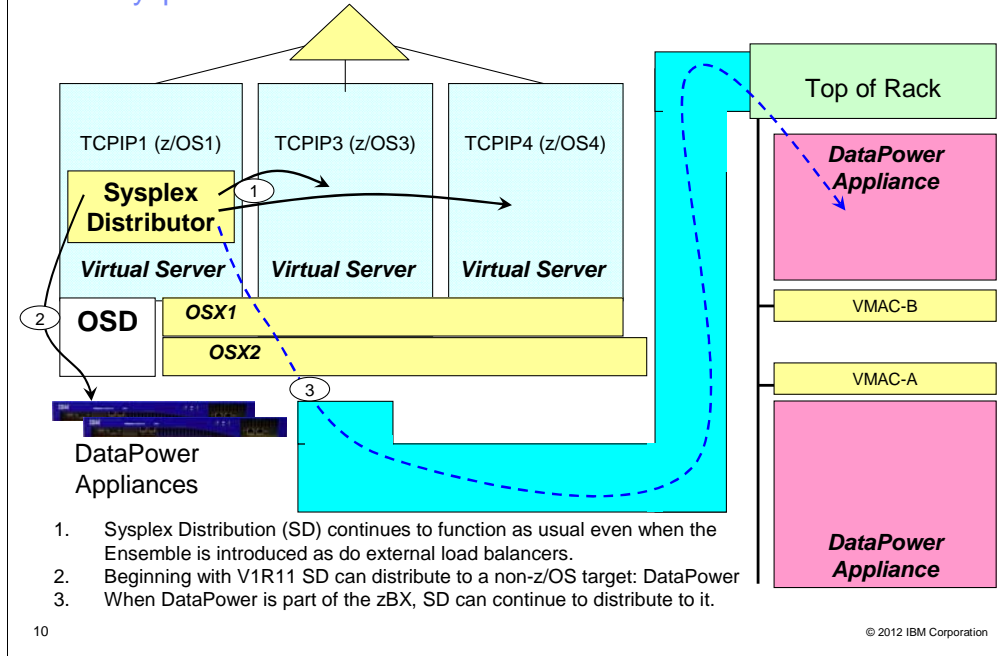 Top of Rack
TCPIP1 (z/OS1)
TCPIP3 (z/OS3)
TCPIP4 (z/OS4)
DataPower
Appliance
Sysplex
Distributor
1
Virtual Server
Virtual Server
Virtual Server
2
OSD
OSX1
OSX2
VMAC-B
VMAC-A
3
DataPower
Appliances
DataPower
Appliance
1. Sysplex Distribution (SD) continues to function as usual even when the
Ensemble is introduced as do external load balancers.
2. Beginning with V1R11 SD can distribute to a non-z/OS target: DataPower
3. When DataPower is part of the zBX, SD can continue to distribute to it.
10
© 2012 IBM Corporation